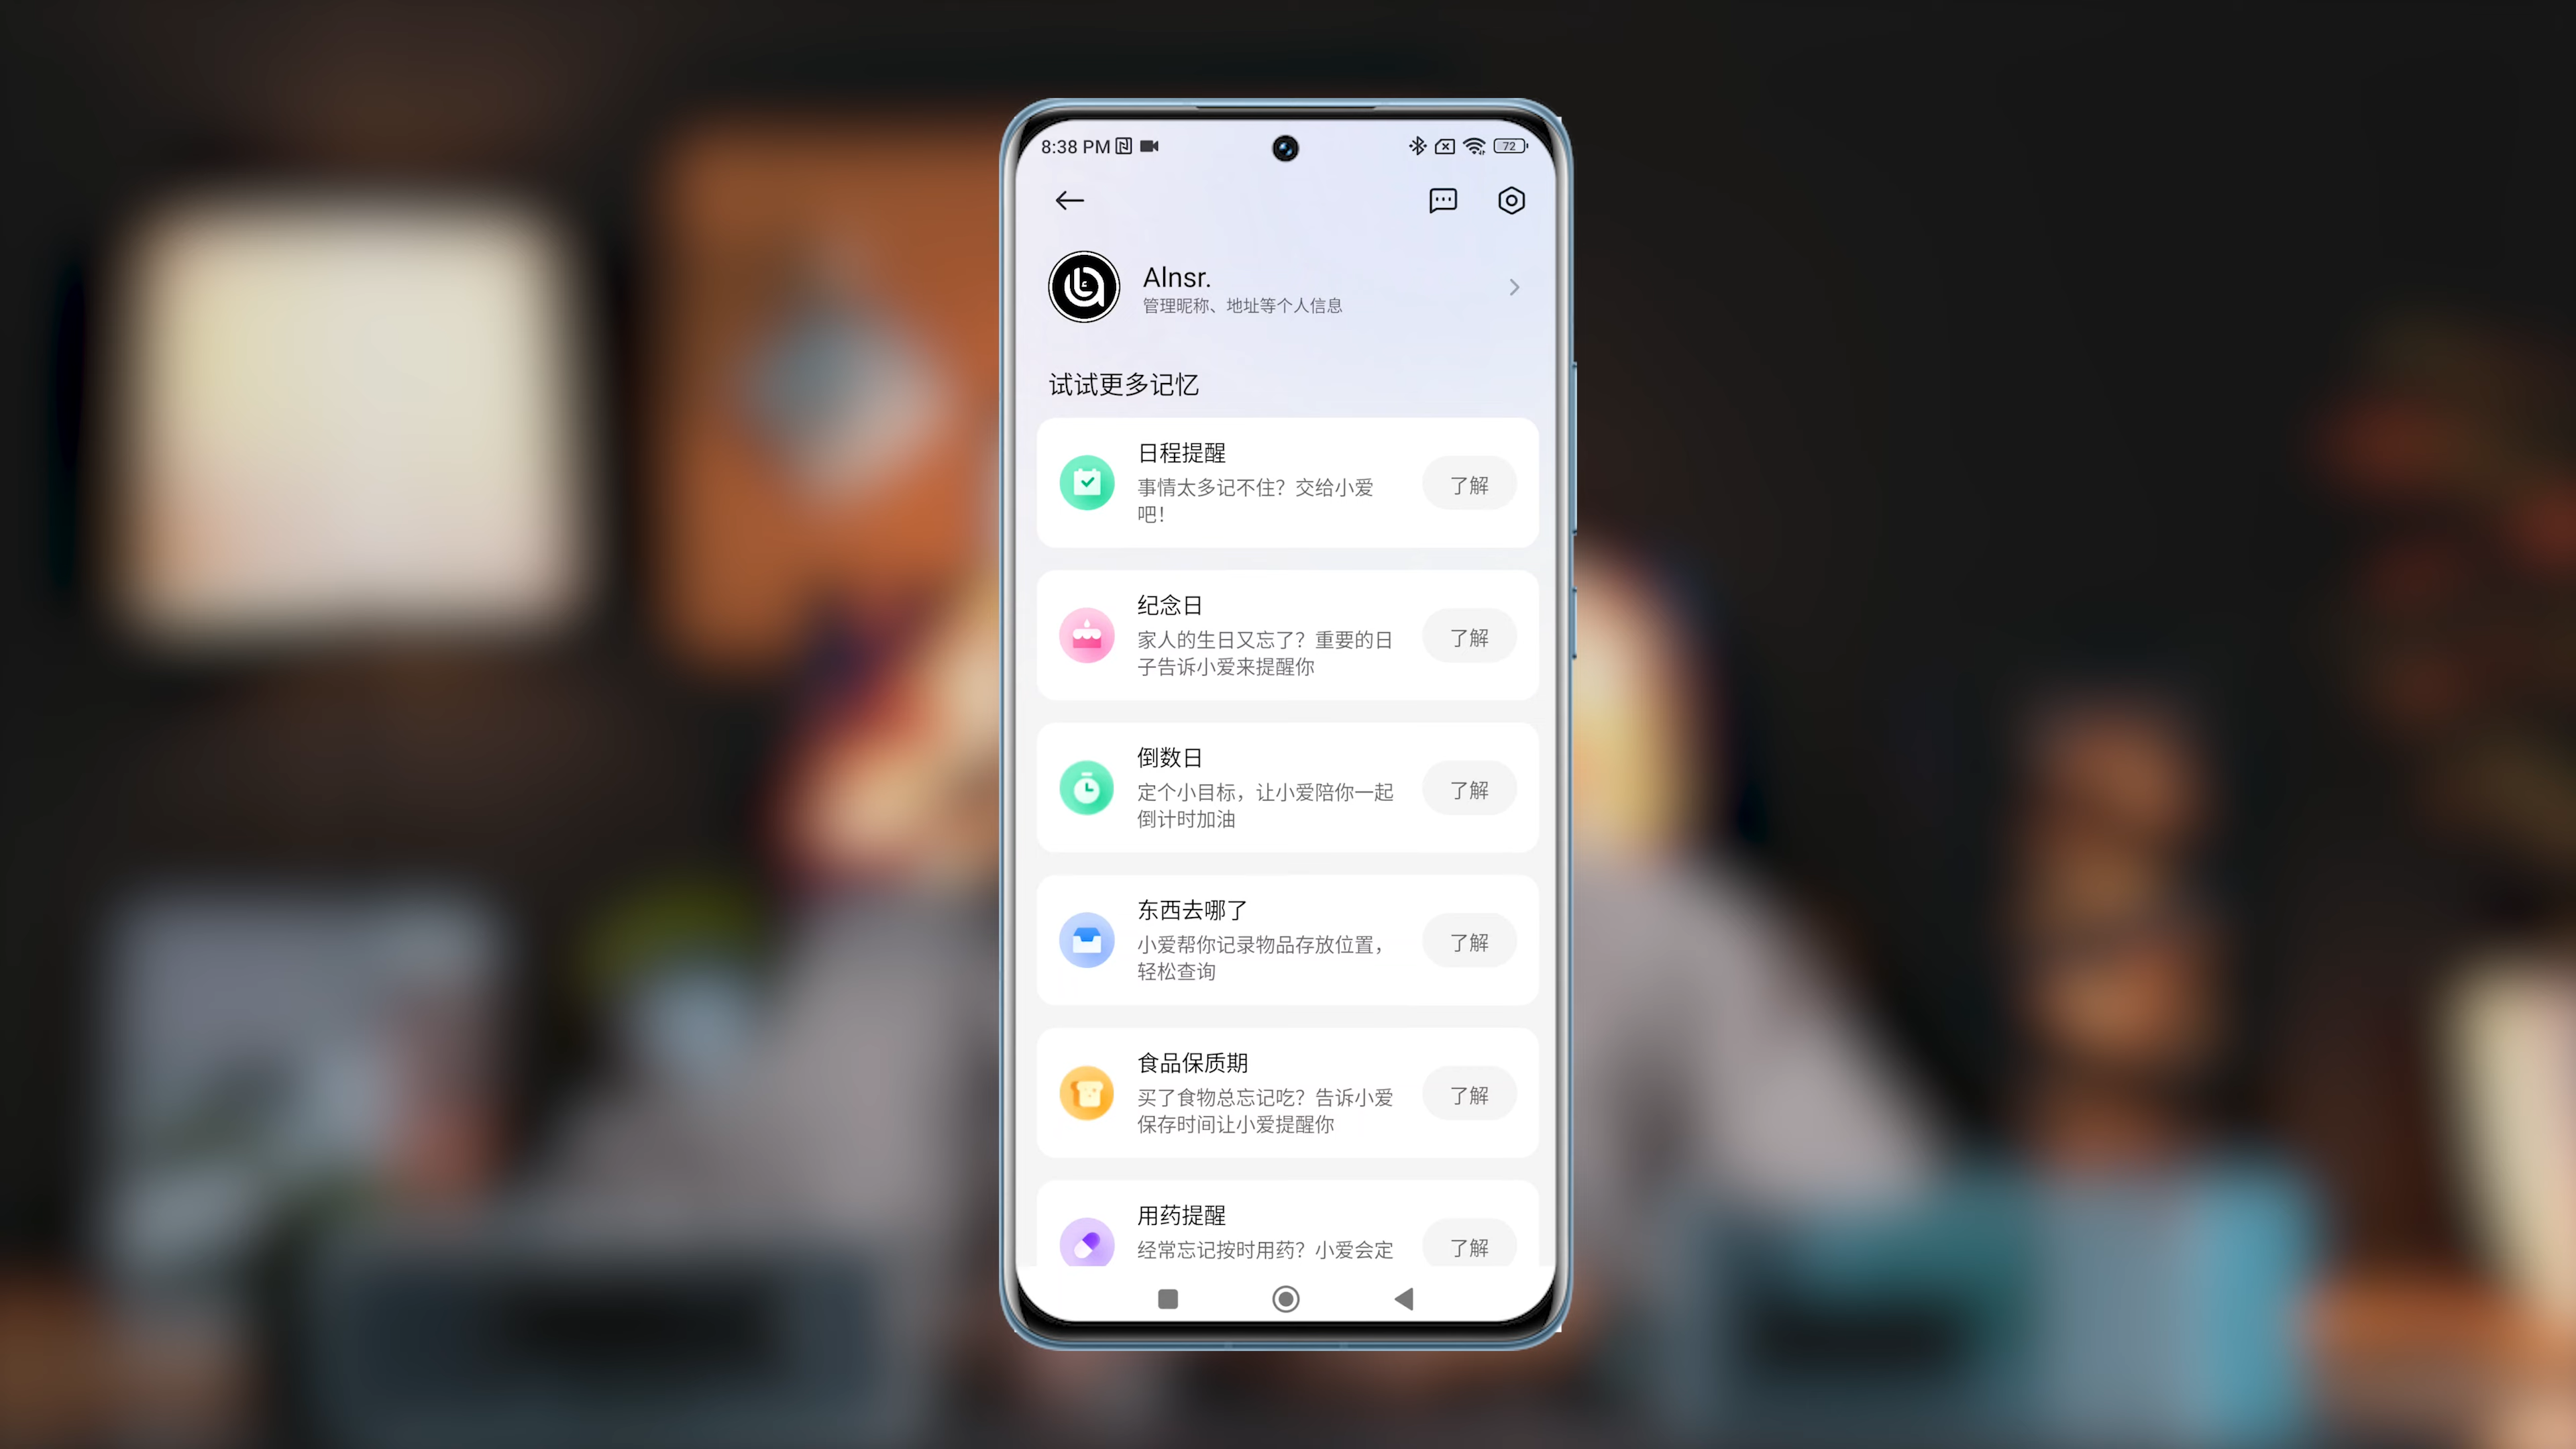 8:38 PM
72
Alnsr.
管理昵称、地址等个人信息
试试更多记忆
日程提醒
事情太多记不住？交给小爱
吧！
了解
纪念日
家人的生日又忘了？重要的日
子告诉小爱来提醒你
了解
倒数日
定个小目标，让小爱陪你一起
倒计时加油
了解
东西去哪了
小爱帮你记录物品存放位置，
轻松查询
了解
食品保质期
买了食物总忘记吃？告诉小爱
保存时间让小爱提醒你
了解
用药提醒
经常忘记按时用药？小爱会定
了解